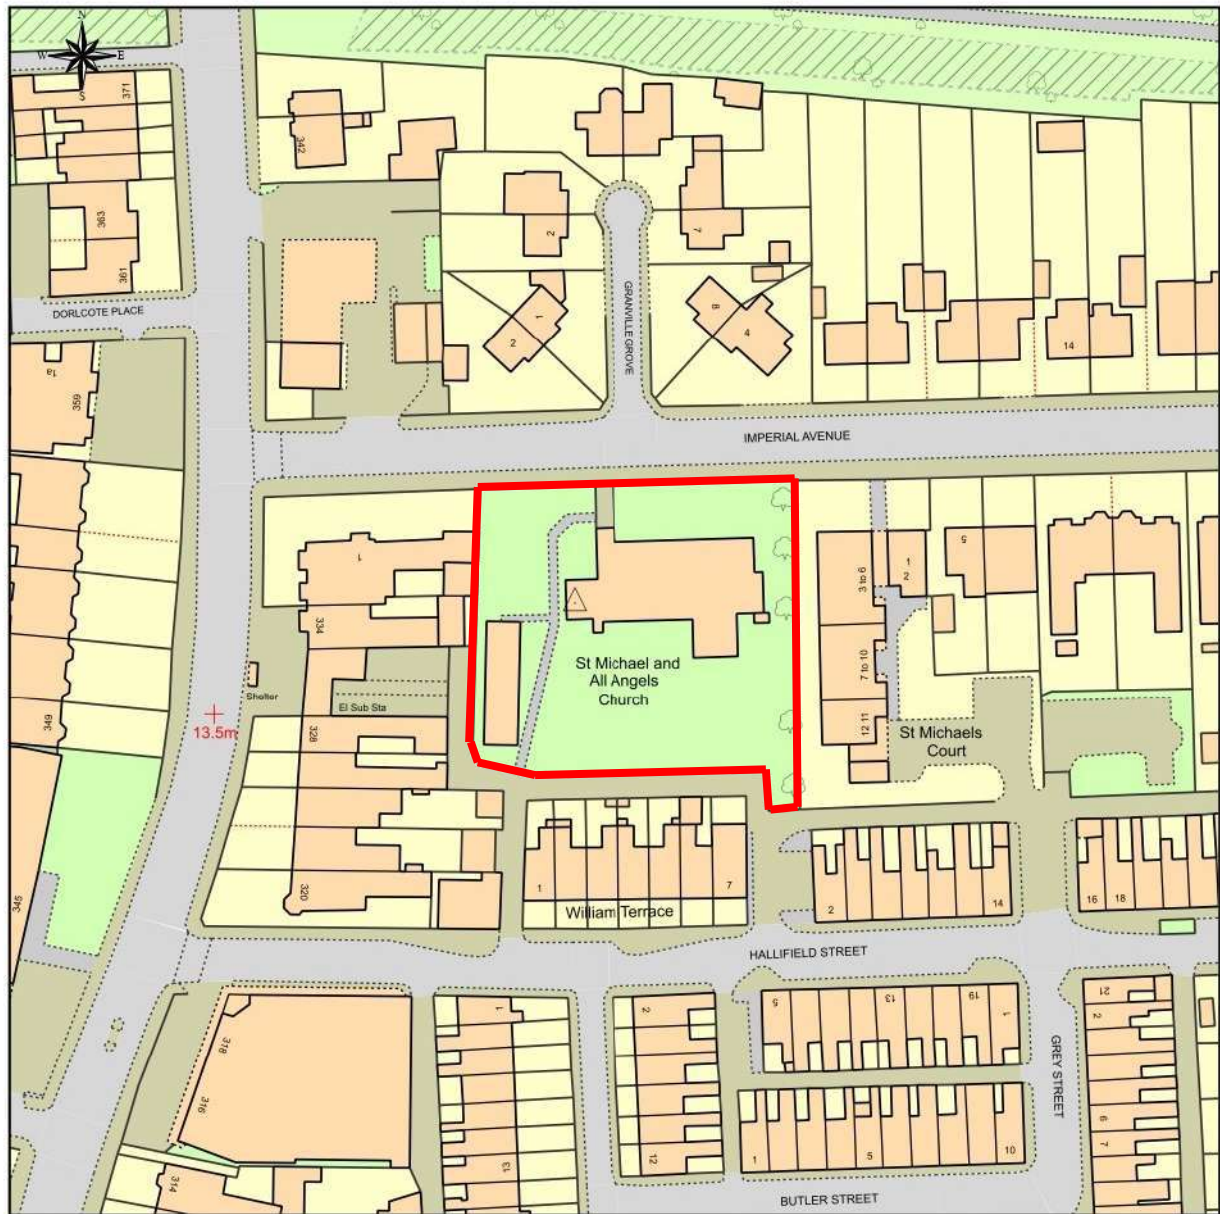 N
W E
S
371
342
363
361
2
7
DORLCOTE PLACE
GRANVILLE GROVE
1
2
8
4
14
1a
359
IMPERIAL AVENUE
1
5
1
2
3 to 6
334
St Michael and
All Angels
Church
7 to 10
Shelter
El Sub Sta
13.5m
349
328
12 11
St Michaels
Court
320
345
1
7
William Terrace
2
14
16
18
HALLIFIELD STREET
318
316
1
2
5
13
19
1
21
2
GREY STREET
6
7
314
13
12
1
5
10
BUTLER STREET